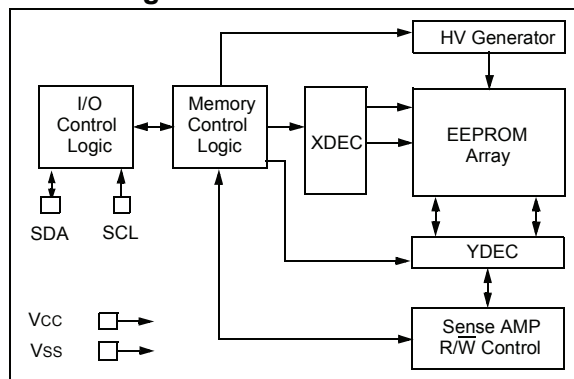 HV Generator
I/O
Control
Logic
Memory
Control
Logic
XDEC
EEPROM
Array
SDA
SCL
YDEC
VCC
VSS
Sense AMP
R/W̅ Control